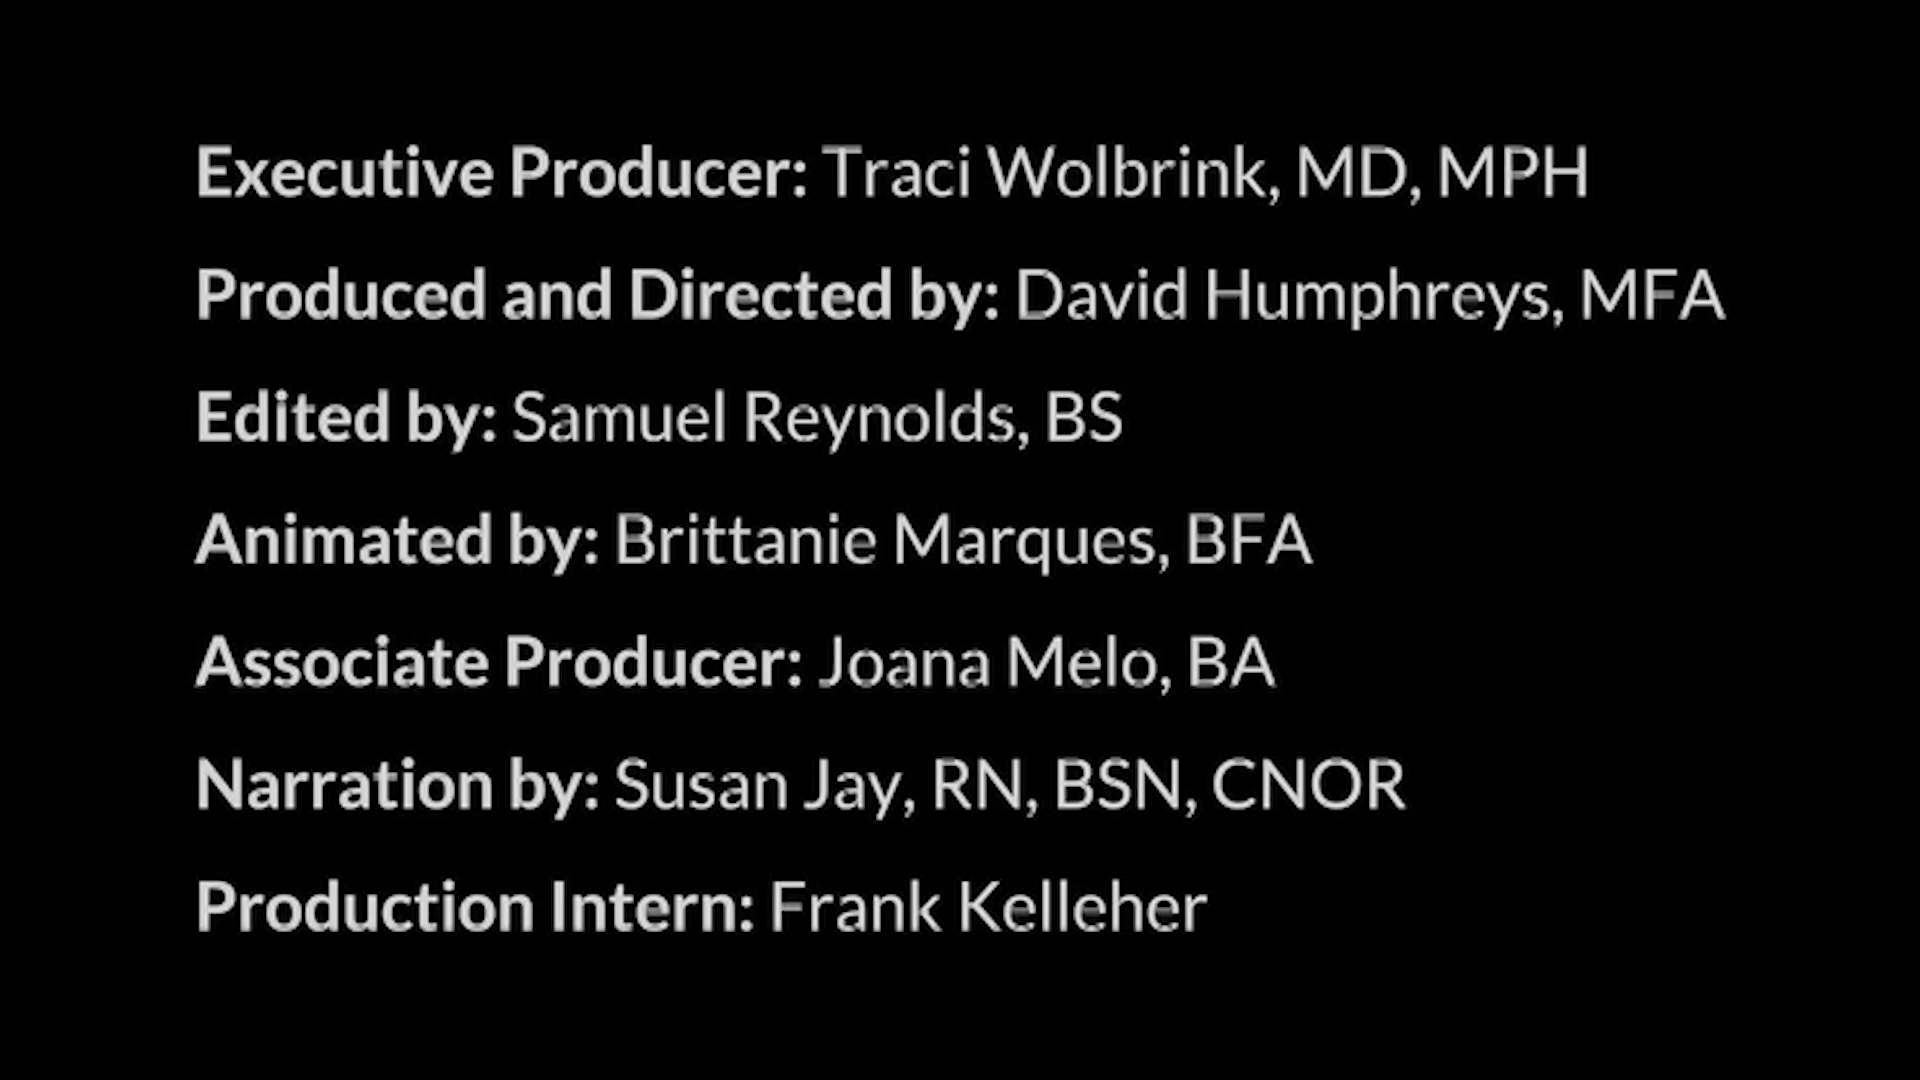 Executive Producer: Traci Wolbrink, MD, MPH
Produced and Directed by: David Humphreys, MFA
Edited by: Samuel Reynolds, BS
Animated by: Brittanie Marques, BFA
Associate Producer: Joana Melo, BA
Narration by: Susan Jay, RN, BSN, CNOR
Production Intern: Frank Kelleher